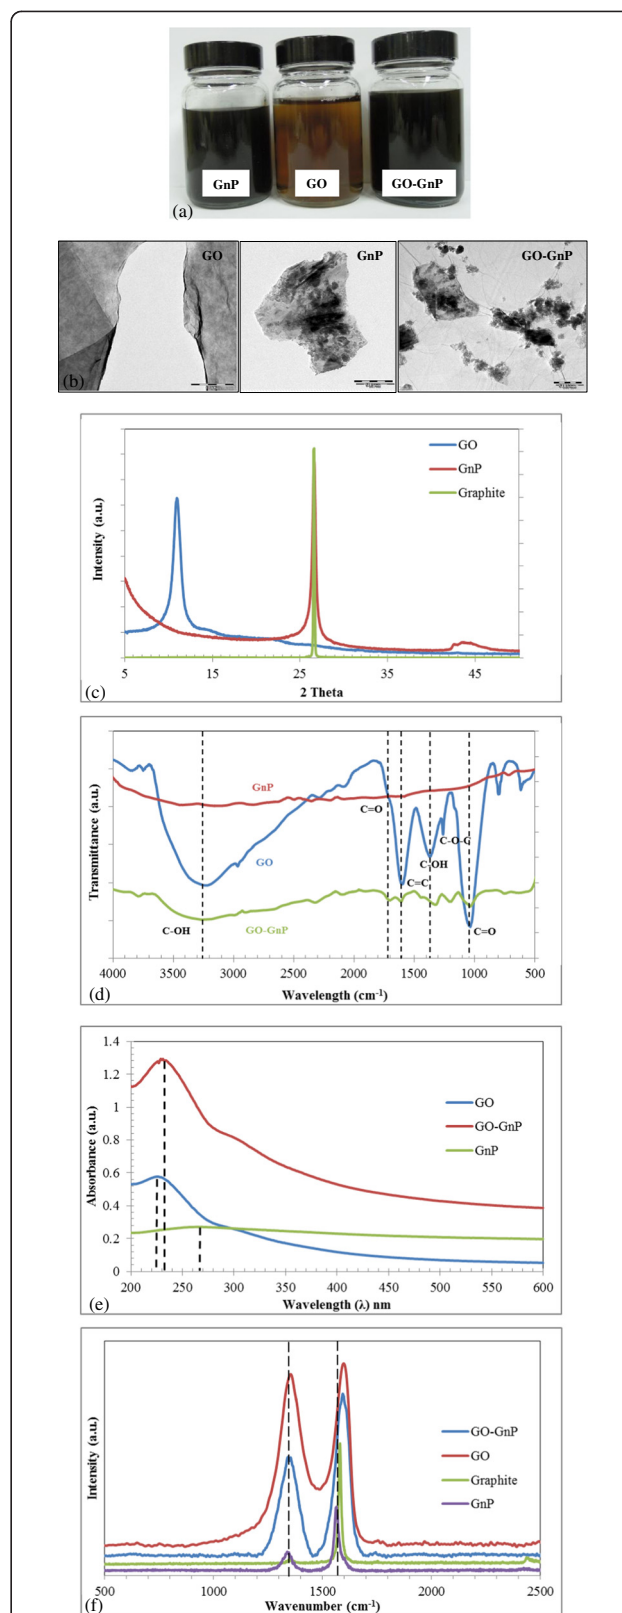 GnP
GO
GO-GnP
(a)
GO
GnP
GO-GnP
(b)
GO
GnP
Graphite
Intensity (a.u.)
5
15
25
35
45
2 Theta
(c)
GnP
C=O
GO
C-O-C
C-OH
C=C
C-OH
GO-GnP
C=O
Transmittance (a.u.)
4000 3500 3000 2500 2000 1500 1000 500
Wavelength (cm-1)
(d)
1.4
1.2
1
0.8
0.6
0.4
0.2
0
Absorbance (a.u.)
GO
GO-GnP
GnP
200 250 300 350 400 450 500 550 600
Wavelength (λ) nm
(e)
Intensity (a.u.)
GO-GnP
GO
Graphite
GnP
500 1000 1500 2000 2500
Wavenumber (cm-1)
(f)